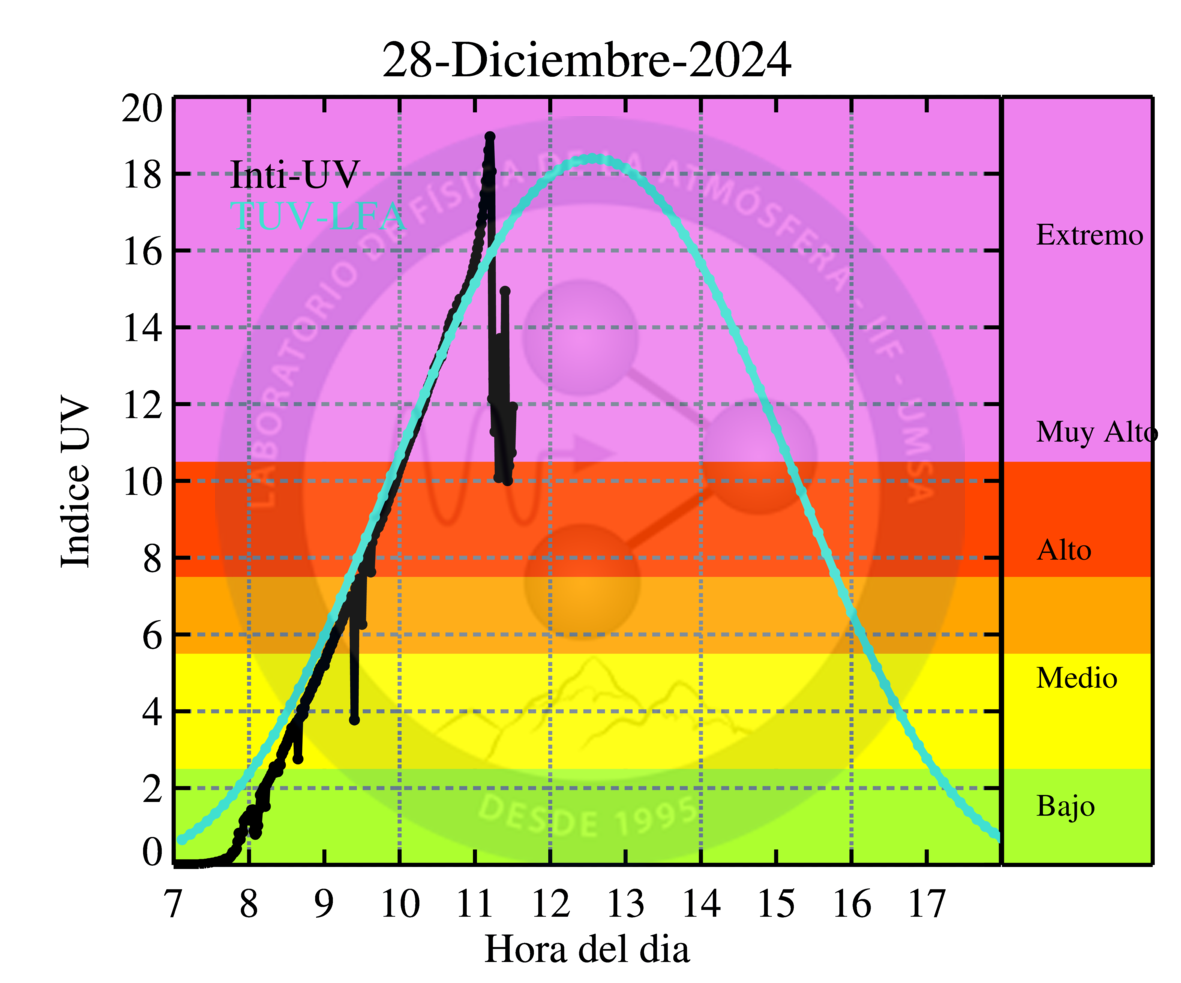 28-Diciembre-2024
Indice UV
20
18
16
14
12
10
8
6
4
2
0
Inti-UV
TUV-LFA
LABORATORIO DE FÍSICA DE LA ATMÓSFERA - IIF - UMSA
DESDE 1995
Extremo
Muy Alto
Alto
Medio
Bajo
7 8 9 10 11 12 13 14 15 16 17
Hora del dia